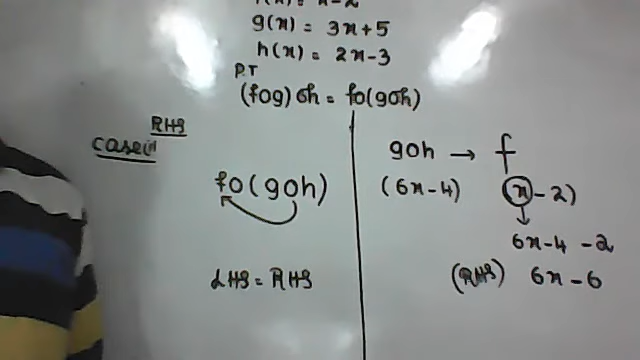 g(x) = 3x+5
h(x) = 2x-3
P.T
(fog) oh = fo(goh)
RHS
case(i)
fo(goh)
LHS = RHS
goh → f
(6x-4) (x-2)
6x-4 -2
(RHS) 6x-6